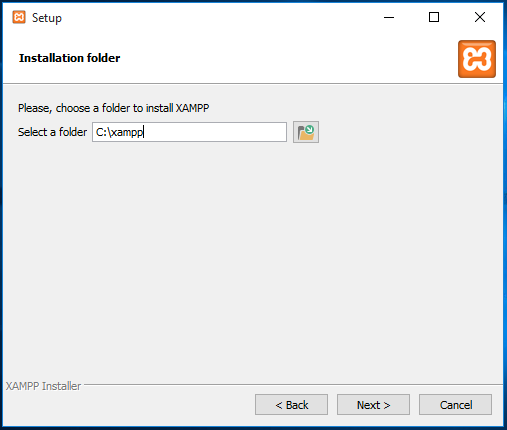 Setup
Installation folder
Please, choose a folder to install XAMPP
Select a folder C:\xampp
XAMPP Installer
< Back Next > Cancel